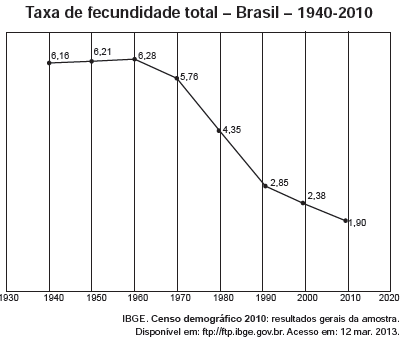 Taxa de fecundidade total – Brasil – 1940-2010
6,16
6,21
6,28
5,76
4,35
2,85
2,38
1,90
1930 1940 1950 1960 1970 1980 1990 2000 2010 2020
IBGE. Censo demográfico 2010: resultados gerais da amostra.
Disponível em: ftp://ftp.ibge.gov.br. Acesso em: 12 mar. 2013.